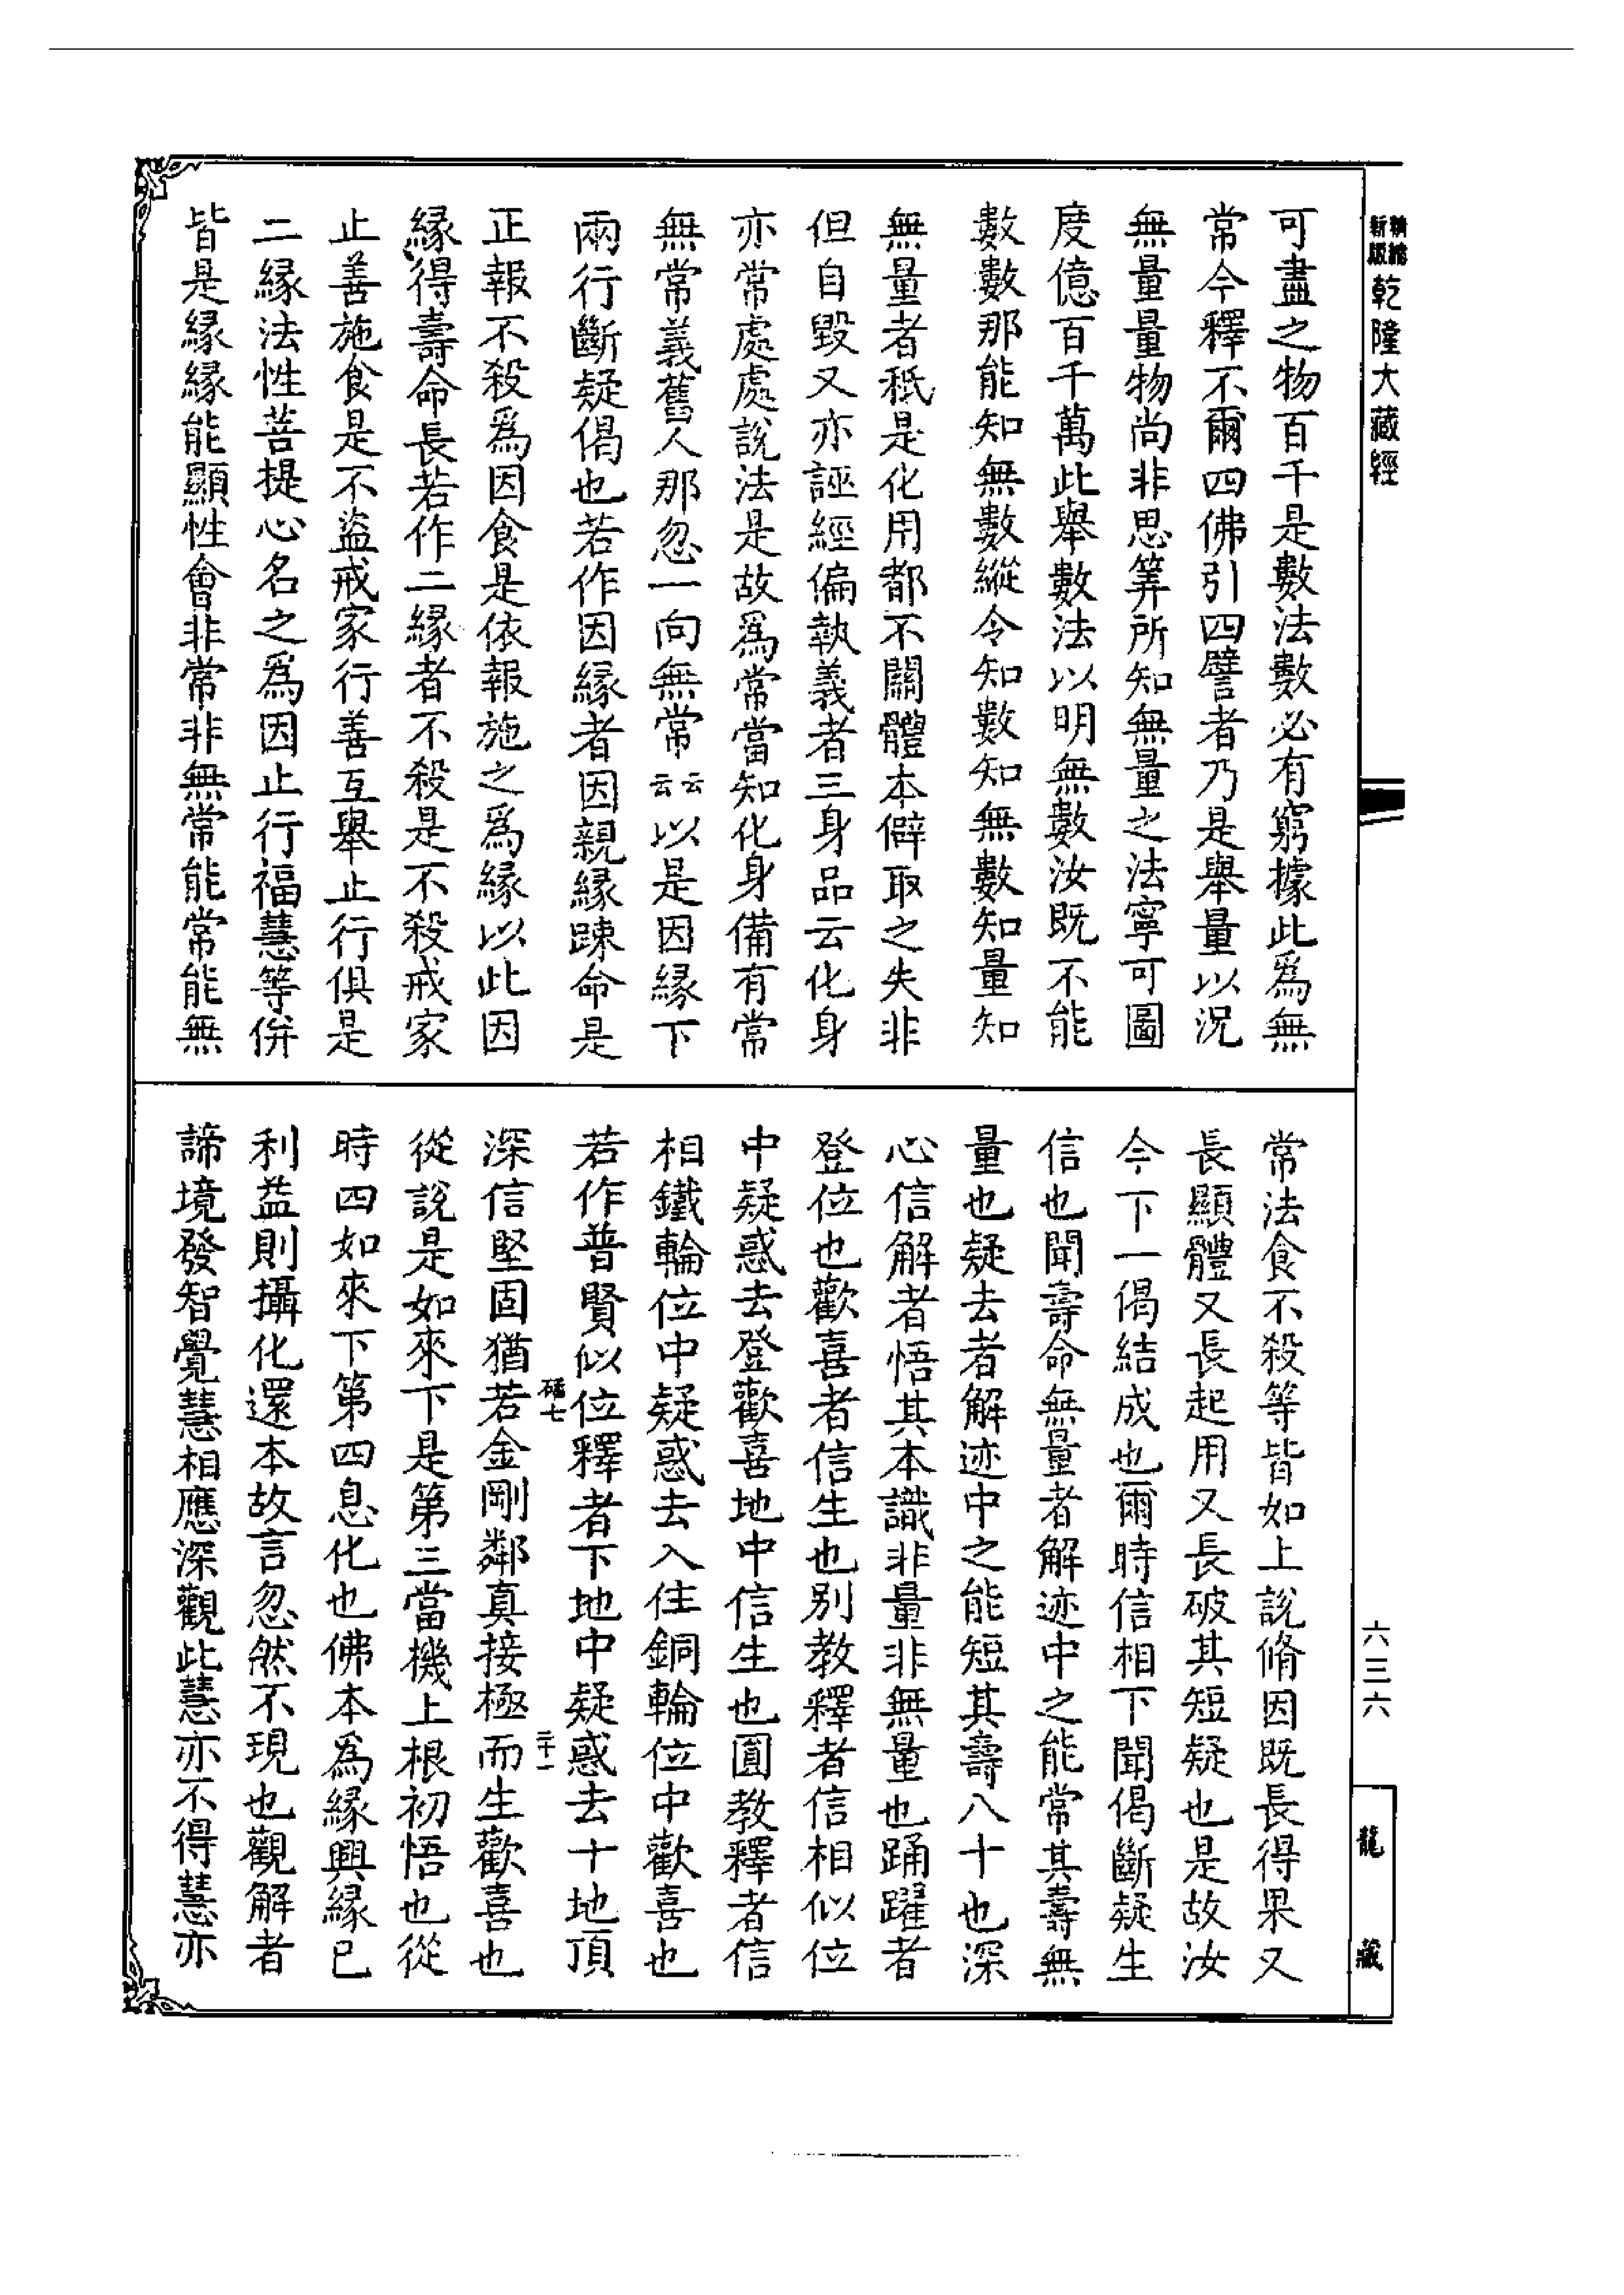 新版 精縮 乾隆大藏經
可盡之物百千是數法數必有窮據此爲無
常今釋不爾四佛引四譬者乃是舉量以況
無量量物尚非思筭所知無量之法寧可圖
度億百千萬此舉數法以明無數汝既不能
數數那能知無數縱令知數知無數知量知
無量者秖是化用都不關體本僻取之失非
但自毀又亦誣經偏執義者三身品云化身
亦常處處說法是故爲常當知化身備有常
無常義舊人那忽一向無常云云以是因緣下
兩行斷疑偈也若作因緣者因親緣踈命是
正報不殺爲因食是依報施之爲緣以此因
緣得壽命長若作二緣者不殺是不殺戒家
止善施食是不盜戒家行善互舉止行俱是
二緣法性菩提心名之爲因止行福慧等併
皆是緣緣能顯性會非常非無常能常能無
常法食不殺等皆如上說脩因既長得果又
長顯體又長起用又長破其短疑也是故汝
今下一偈結成也爾時信相下聞偈斷疑生
信也聞壽命無量者解迹中之能常其壽無
量也疑去者解迹中之能短其壽八十也深
心信解者悟其本識非量非無量也踊躍者
登位也歡喜者信生也別教釋者信相似位
中疑惑去登歡喜地中信生也圓教釋者信
相鐵輪位中疑惑去入住銅輪位中歡喜也
若作普賢似位釋者下地中疑惑去十地頂
深信堅固猶若金剛鄰真接極而生歡喜也
從說是如來下是第三當機上根初悟也從
時四如來下第四息化也佛本爲緣興緣已
利益則攝化還本故言忽然不現也觀解者
諦境發智覺慧相應深觀此慧亦不得慧亦
六三六
龍藏